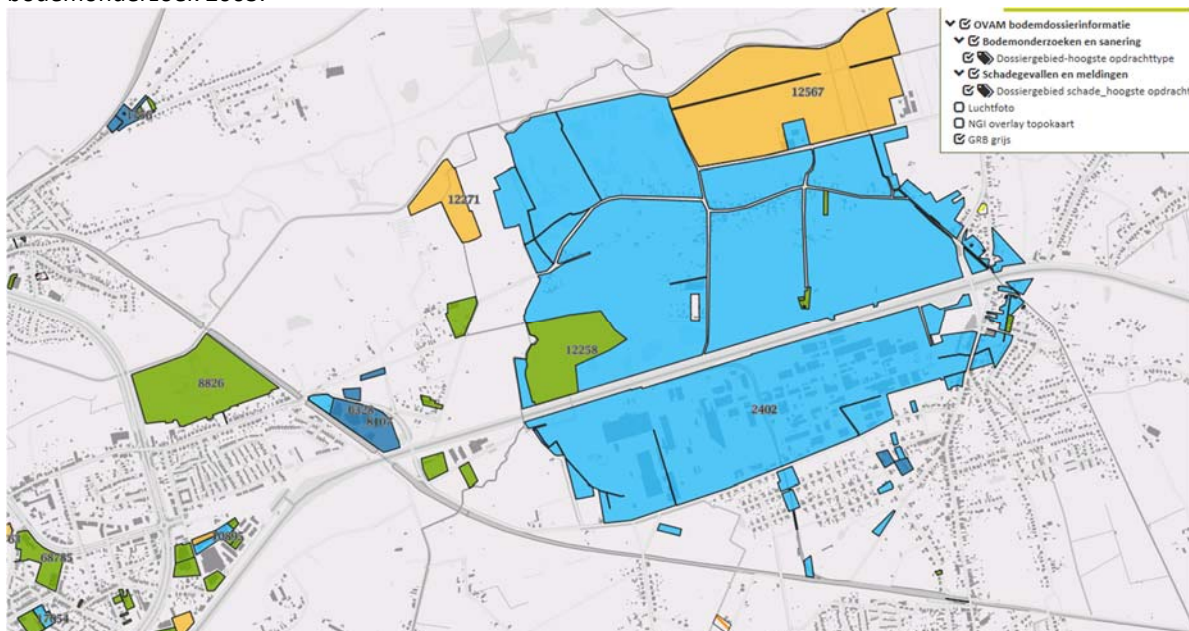 OVAM bodemdossierinformatie
Bodemonderzoeken en sanering
Dossiergebied-hoogste opdrachttype
Schadegevallen en meldingen
Dossiergebied schade_hoogste opdracht
Luchtfoto
NGI overlay topokaart
GRB grijs
12567
12271
12258
8826
2402
68785